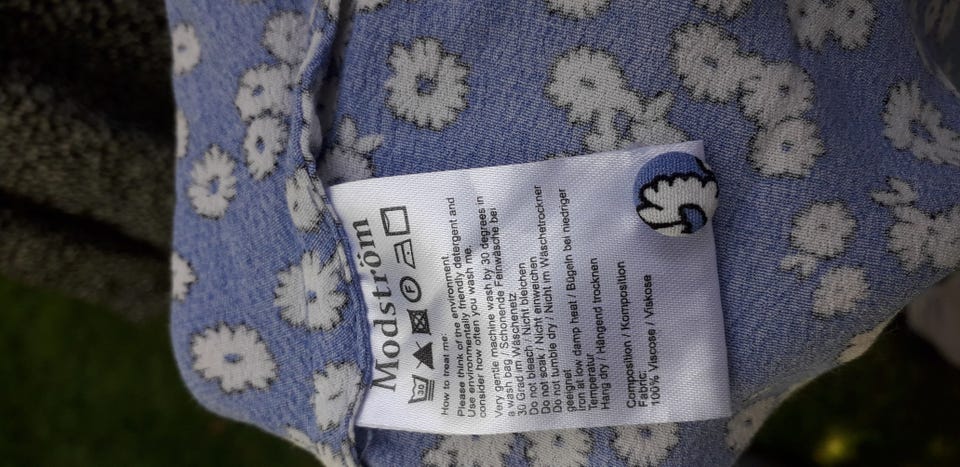 Modström
30 F
How to treat me:
Please think of the environment.
Use environmentally friendly detergent and
consider how often you wash me.
Very gentle machine wash by 30 degrees in
a wash bag / Schonende Feinwäsche bei
30 Grad im Wäschenetz
Do not bleach / Nicht bleichen
Do not soak / Nicht einweichen
Do not tumble dry / Nicht im Wäschetrockner
geeignet
Iron at low damp heat / Bügeln bei niedriger
Temperatur
Hang dry / Hängend trocknen
Composition / Komposition
Fabric:
100% Viscose / Viskose